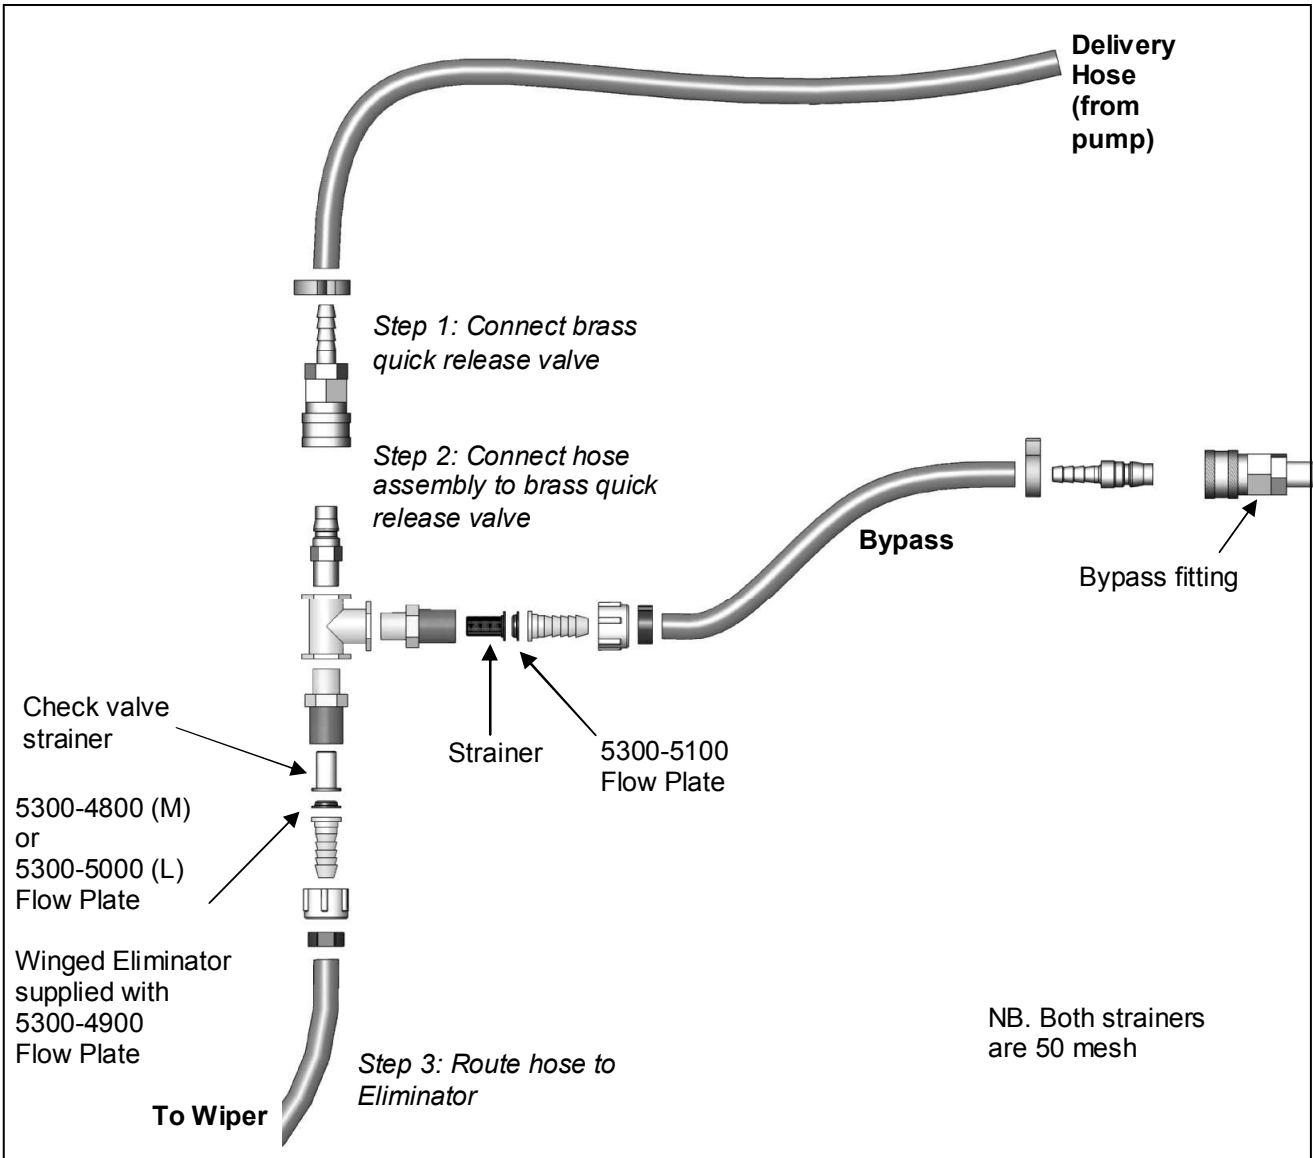 Delivery
Hose
(from
pump)
Step 1: Connect brass
quick release valve
Step 2: Connect hose
assembly to brass quick
release valve
Bypass
Bypass fitting
Check valve
strainer
Strainer
5300-5100
Flow Plate
5300-4800 (M)
or
5300-5000 (L)
Flow Plate
Winged Eliminator
supplied with
5300-4900
Flow Plate
NB. Both strainers
are 50 mesh
Step 3: Route hose to
Eliminator
To Wiper